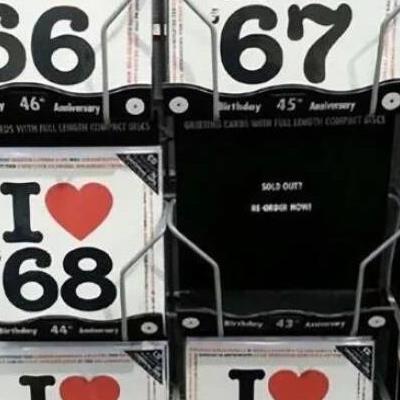 66
67
46th Anniversary
Birthday 45th Anniversary
CARDS WITH FULL LENGTH COMPACT DISCS
GREETING CARDS WITH FULL LENGTH COMPACT DISCS
I
'68
SOLD OUT?
RE-ORDER NOW!
Birthday 44th Anniversary
Birthday 43rd Anniversary
I
I